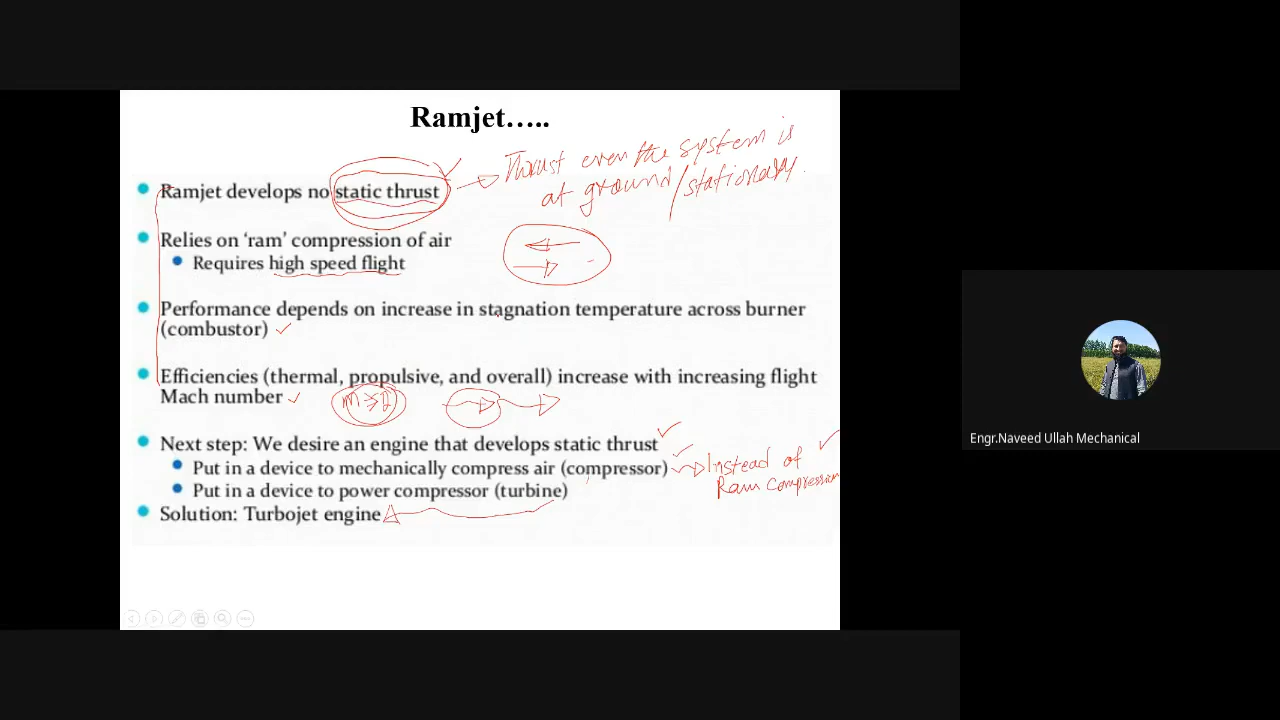 Ramjet…..
Thrust even the system is
at ground/stationary.
Ramjet develops no static thrust
Relies on 'ram' compression of air
Requires high speed flight
Performance depends on increase in stagnation temperature across burner
(combustor)
Efficiencies (thermal, propulsive, and overall) increase with increasing flight
Mach number
Next step: We desire an engine that develops static thrust
Put in a device to mechanically compress air (compressor)
Instead of
Ram Compression
Put in a device to power compressor (turbine)
Solution: Turbojet engine
Engr.Naveed Ullah Mechanical